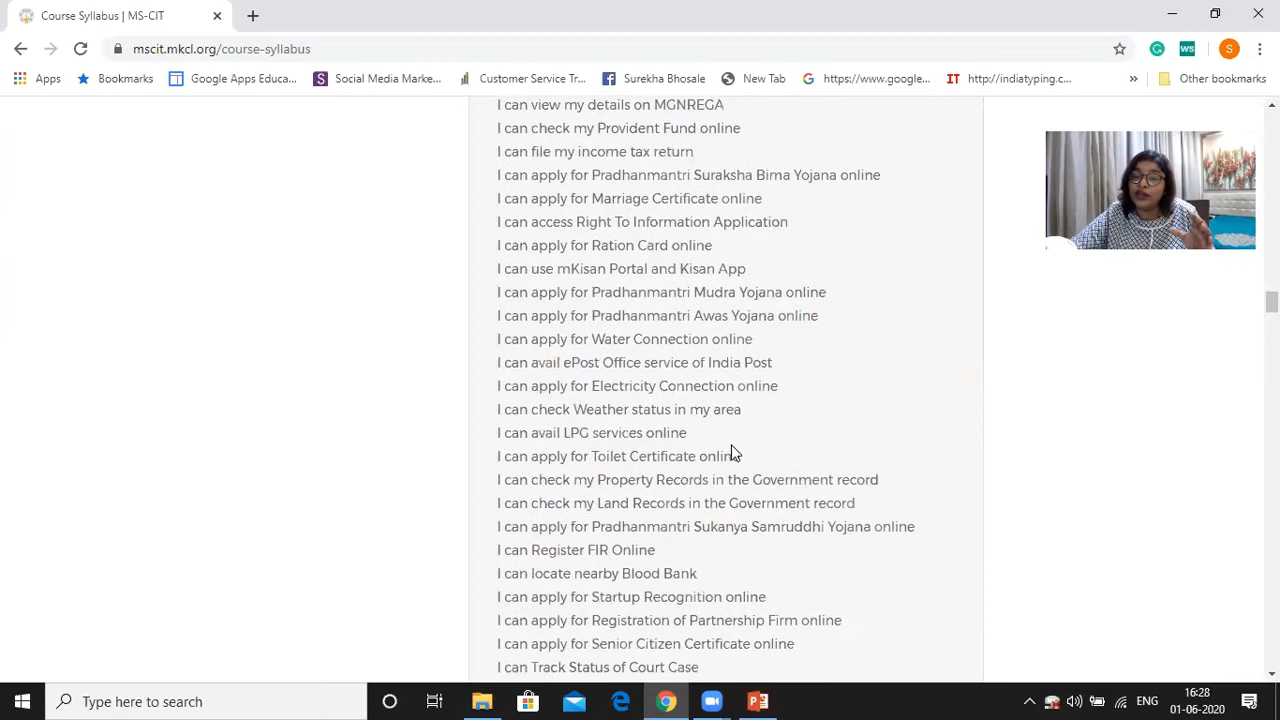 Course Syllabus | MS-CIT
mscit.mkcl.org/course-syllabus
S
Apps
Bookmarks
Google Apps Educa...
Social Media Marke...
Customer Service Tr...
Surekha Bhosale
New Tab
https://www.google...
http://indiatyping.c...
Other bookmarks
I can view my details on MGNREGA
I can check my Provident Fund online
I can file my income tax return
I can apply for Pradhanmantri Suraksha Bima Yojana online
I can apply for Marriage Certificate online
I can access Right To Information Application
I can apply for Ration Card online
I can use mKisan Portal and Kisan App
I can apply for Pradhanmantri Mudra Yojana online
I can apply for Pradhanmantri Awas Yojana online
I can apply for Water Connection online
I can avail ePost Office service of India Post
I can apply for Electricity Connection online
I can check Weather status in my area
I can avail LPG services online
I can apply for Toilet Certificate online
I can check my Property Records in the Government record
I can check my Land Records in the Government record
I can apply for Pradhanmantri Sukanya Samruddhi Yojana online
I can Register FIR Online
I can locate nearby Blood Bank
I can apply for Startup Recognition online
I can apply for Registration of Partnership Firm online
I can apply for Senior Citizen Certificate online
I can Track Status of Court Case
Type here to search
ENG
16:28
01-06-2020